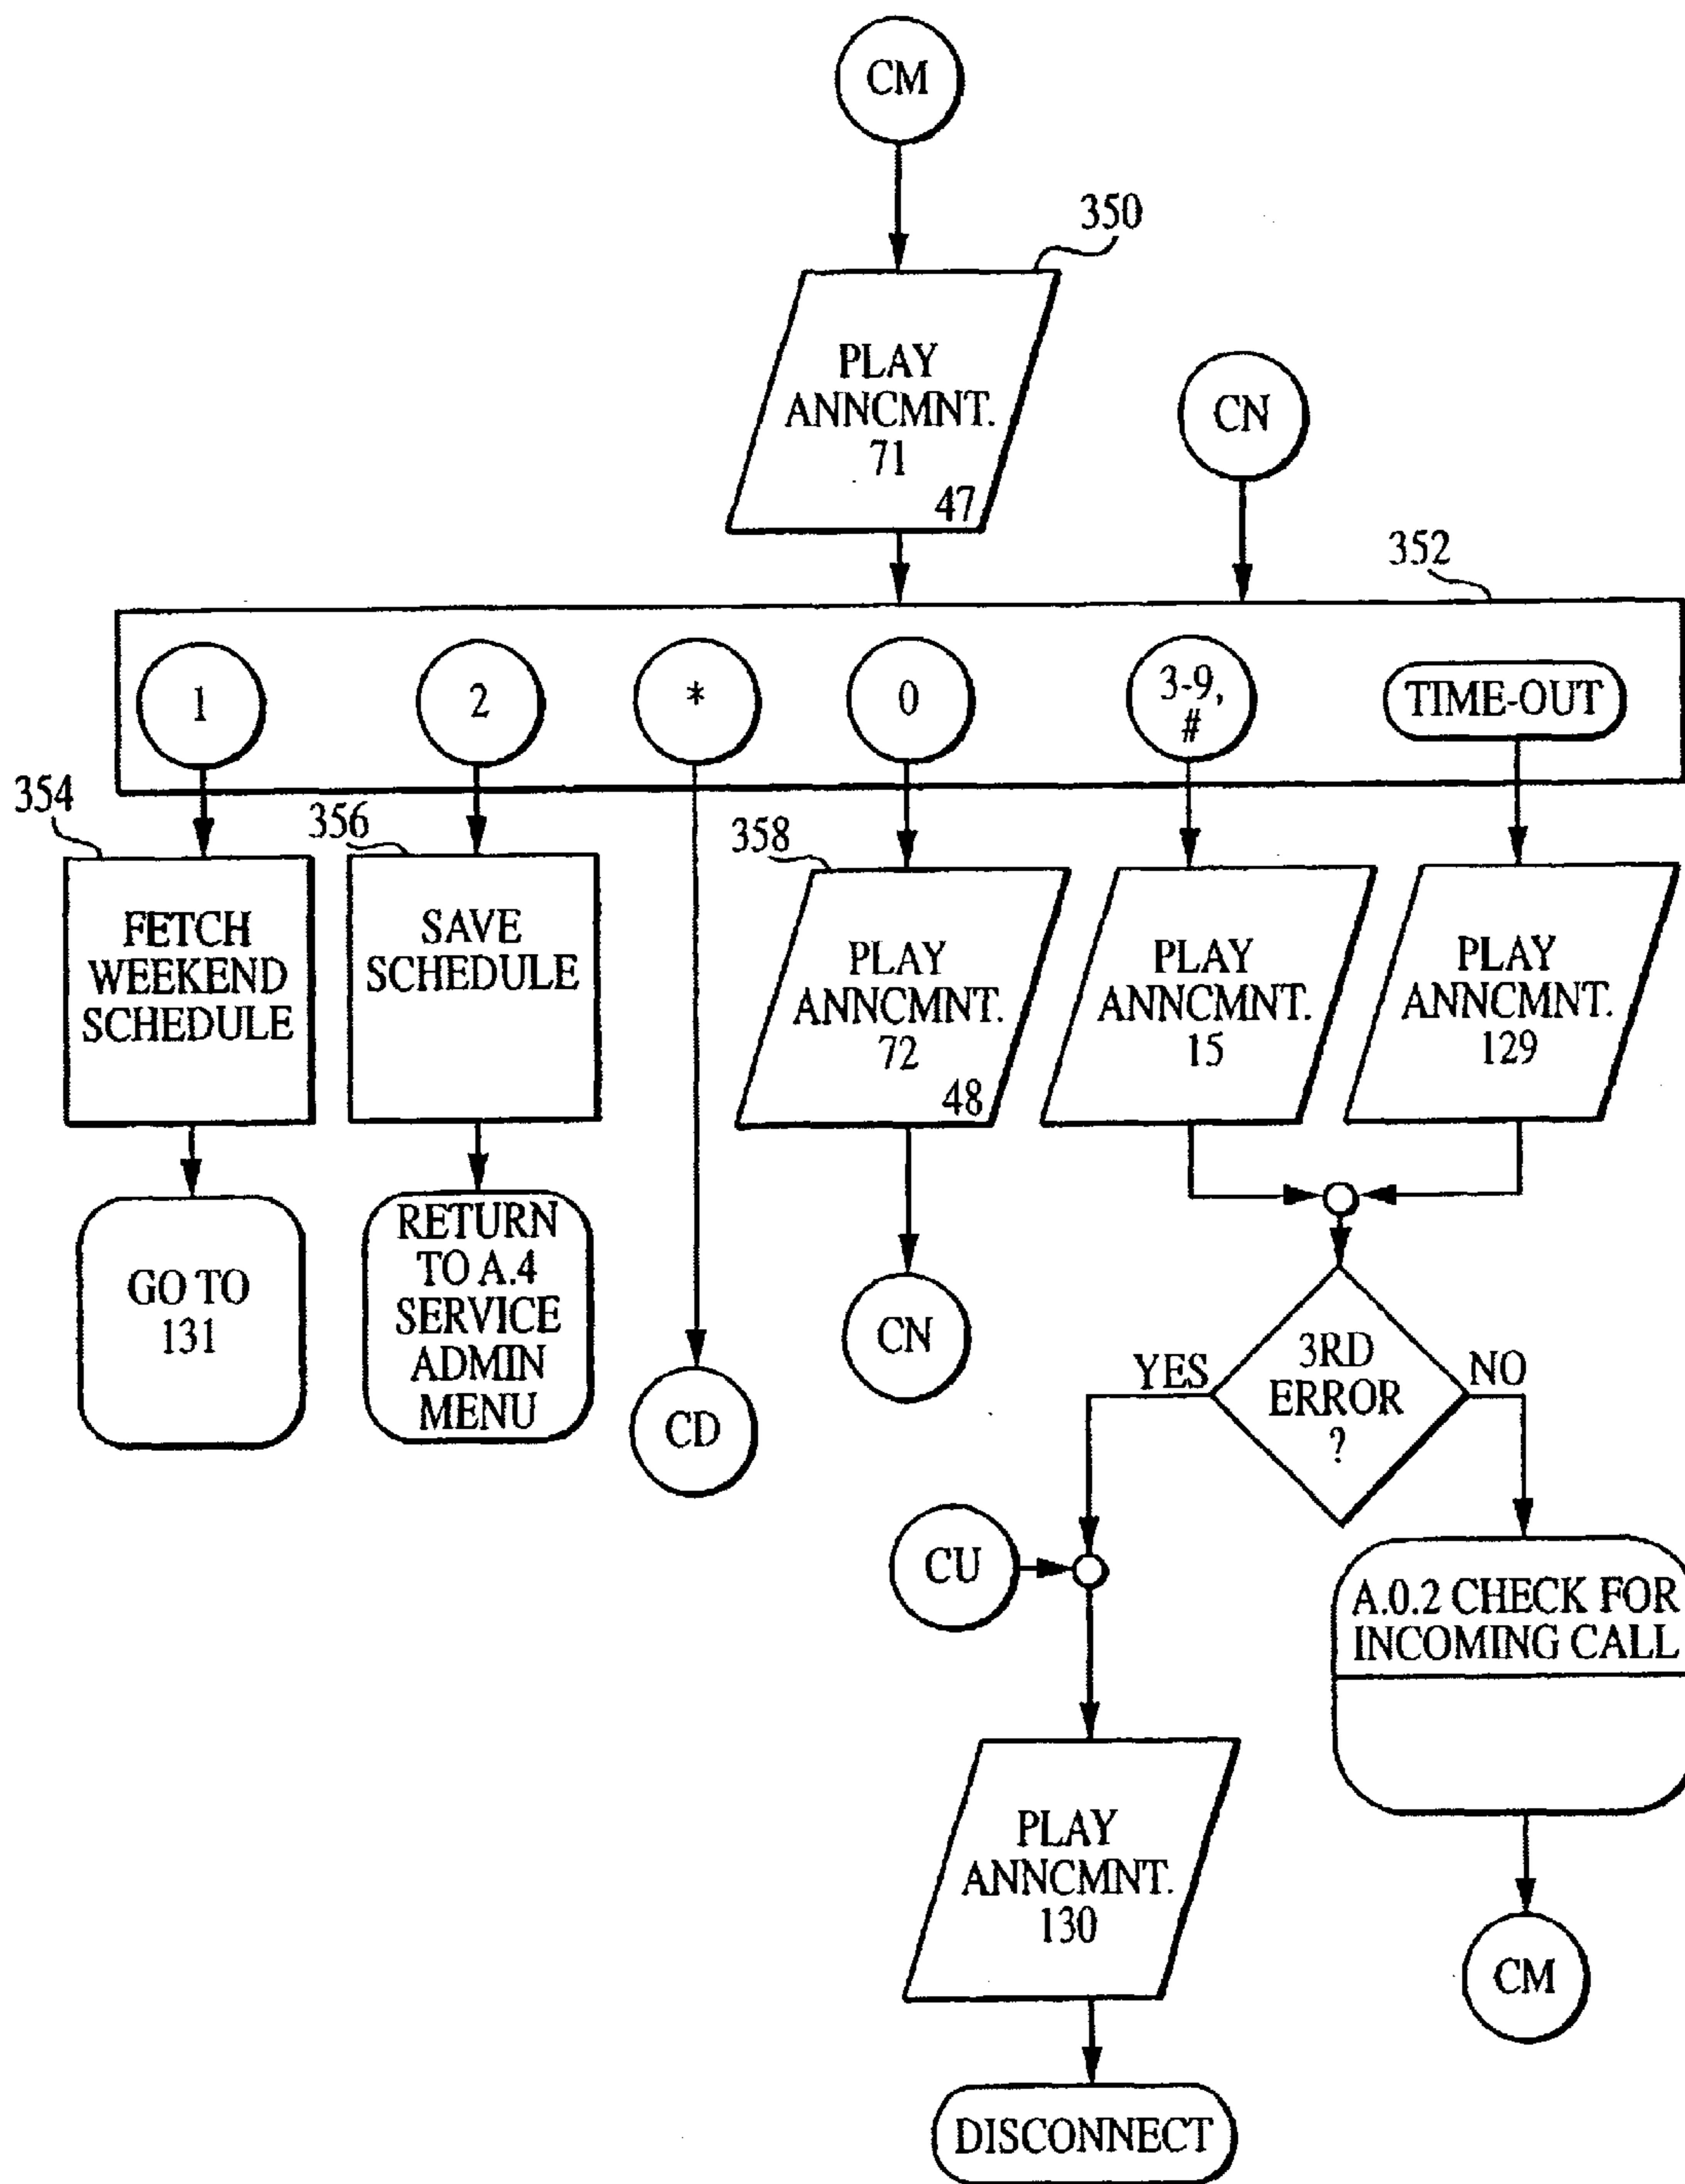 CM
350
PLAY
ANNCMNT.
71
47
CN
352
1
2
*
0
3-9,
#
TIME-OUT
354
356
358
FETCH
WEEKEND
SCHEDULE
SAVE
SCHEDULE
PLAY
ANNCMNT.
72
48
PLAY
ANNCMNT.
15
PLAY
ANNCMNT.
129
GO TO
131
RETURN
TO A.4
SERVICE
ADMIN
MENU
CD
CN
YES
3RD
ERROR
?
NO
CU
A.0.2 CHECK FOR
INCOMING CALL
PLAY
ANNCMNT.
130
CM
DISCONNECT